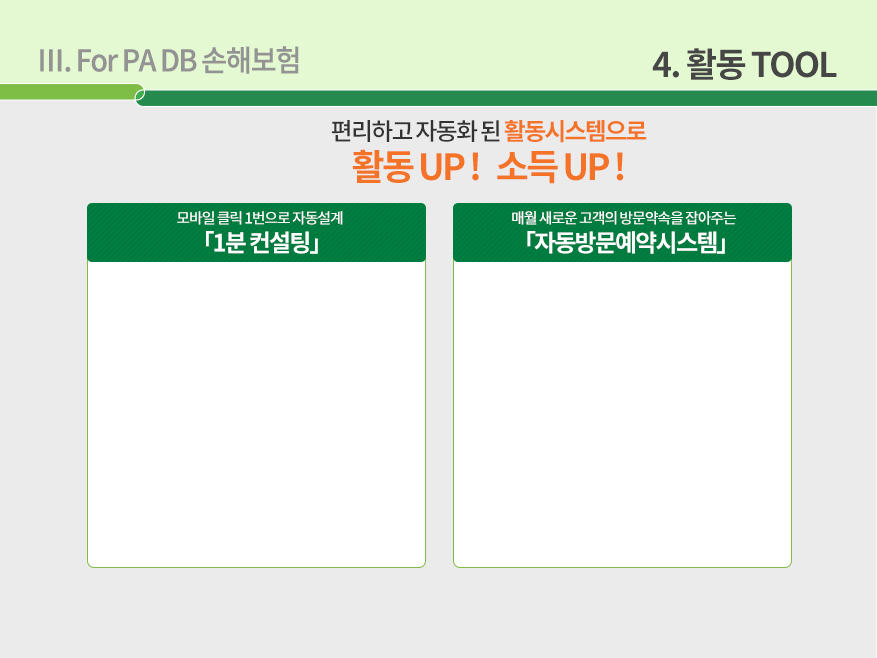 III. For PA DB 손해보험
4. 활동 TOOL
편리하고 자동화 된 활동시스템으로
활동 UP! 소득 UP!
모바일 클릭 1번으로 자동설계
「1분 컨설팅」
매월 새로운 고객의 방문약속을 잡아주는
「자동방문예약시스템」